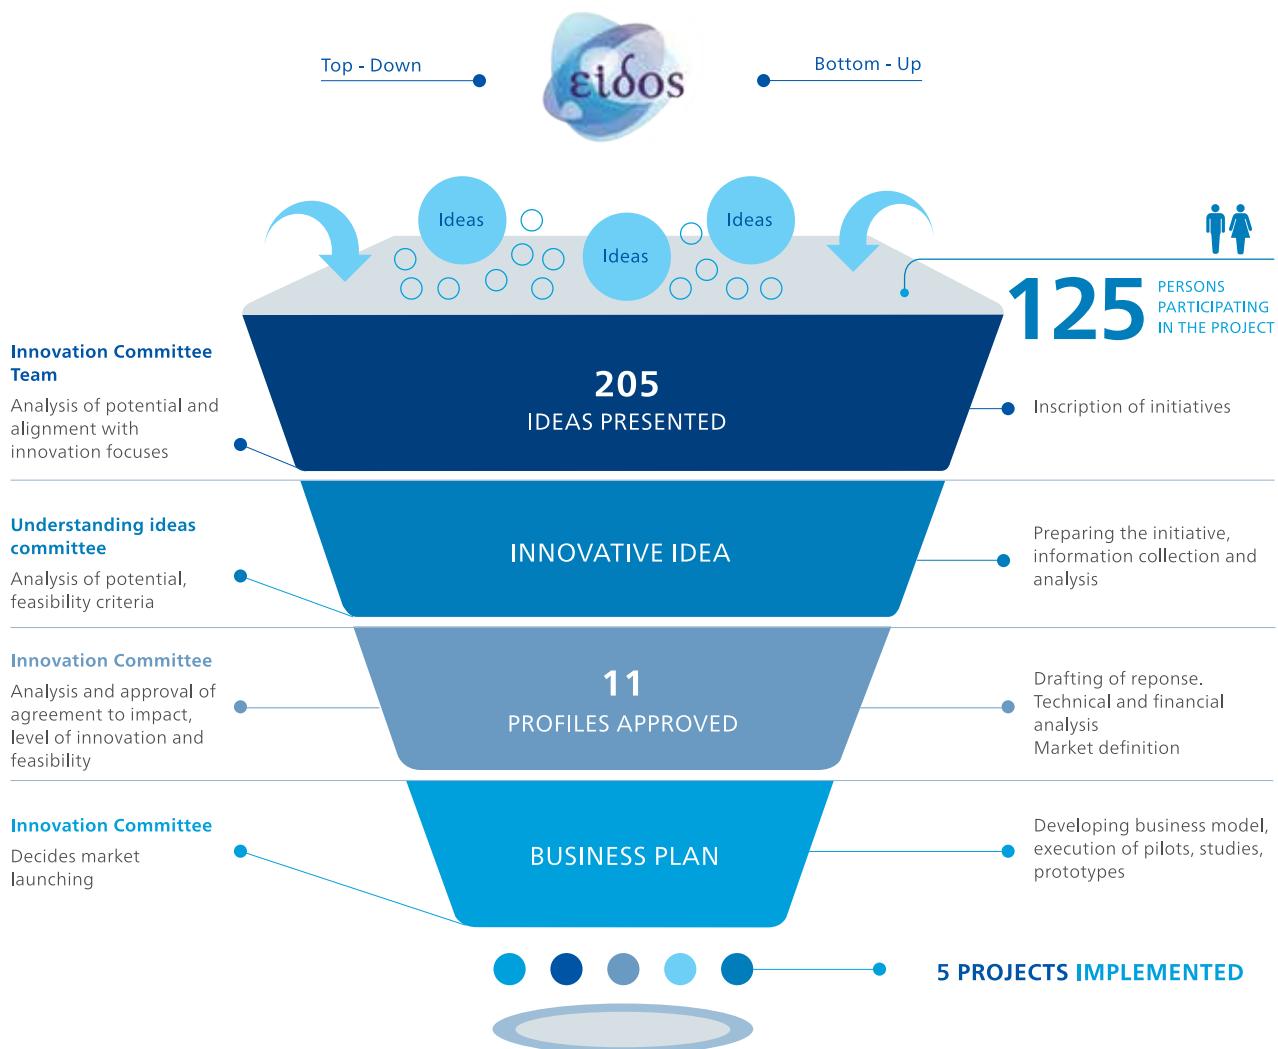 Top - Down
εἰδos
Bottom - Up
Ideas
Ideas
Ideas
125
PERSONS
PARTICIPATING
IN THE PROJECT
Innovation Committee
Team
Analysis of potential and
alignment with
innovation focuses
205
IDEAS PRESENTED
Inscription of initiatives
Understanding ideas
committee
Analysis of potential,
feasibility criteria
INNOVATIVE IDEA
Preparing the initiative,
information collection and
analysis
Innovation Committee
Analysis and approval of
agreement to impact,
level of innovation and
feasibility
11
PROFILES APPROVED
Drafting of reponse.
Technical and financial
analysis
Market definition
Innovation Committee
Decides market
launching
BUSINESS PLAN
Developing business model,
execution of pilots, studies,
prototypes
5 PROJECTS IMPLEMENTED